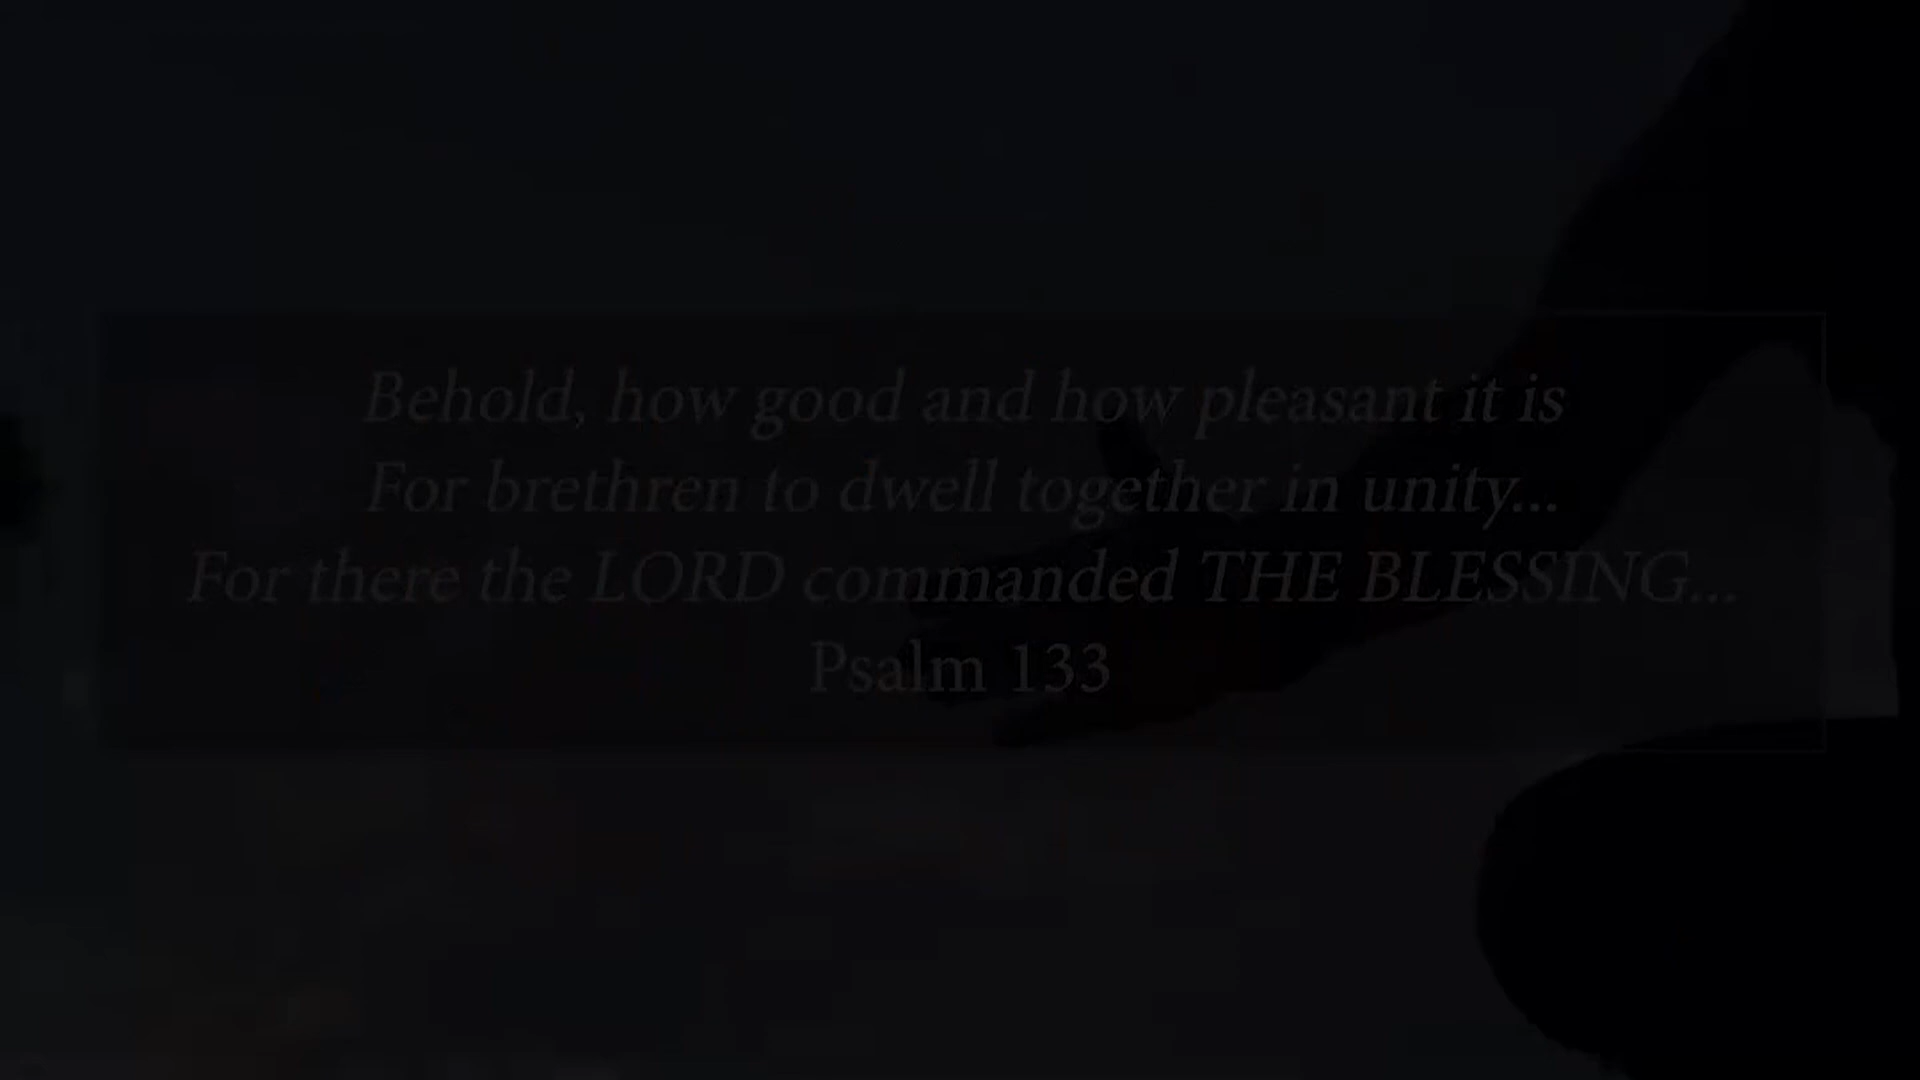 Behold, how good and how pleasant it is
For brethren to dwell together in unity...
For there the LORD commanded THE BLESSING...
Psalm 133